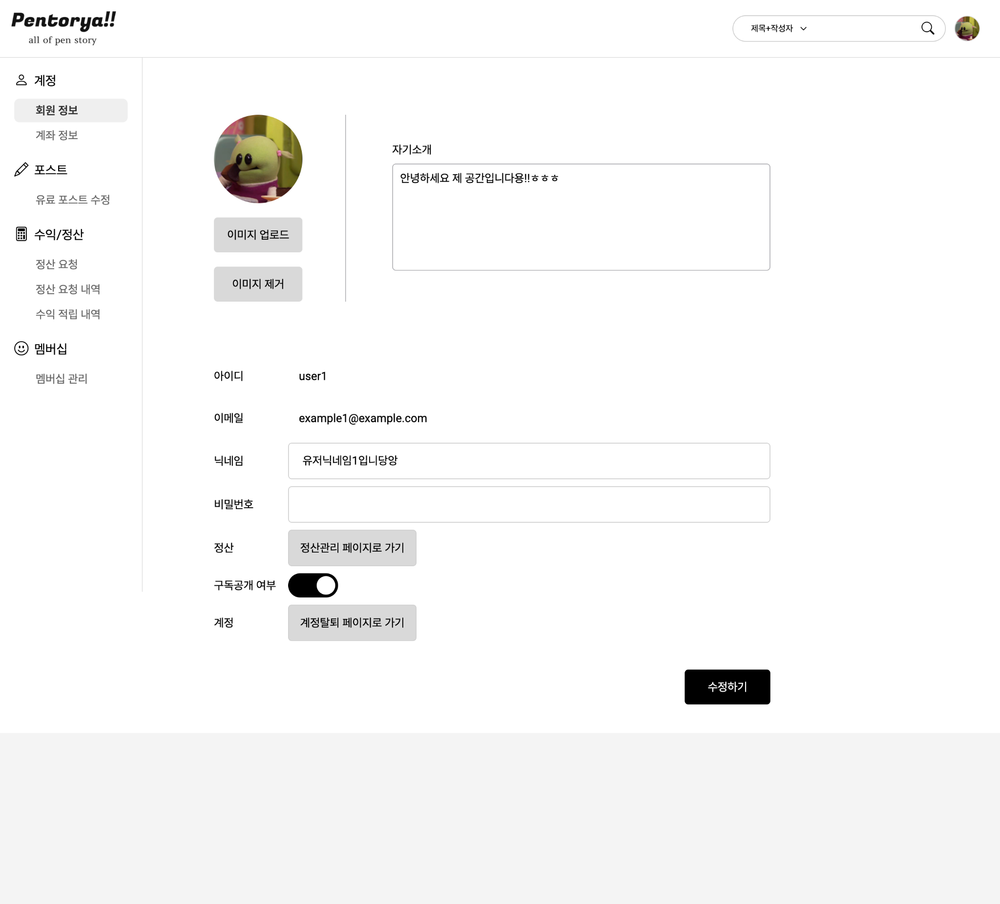 Pentorya!!
all of pen story
제목+작성자
계정
회원 정보
계좌 정보
포스트
유료 포스트 수정
수익/정산
정산 요청
정산 요청 내역
수익 적립 내역
멤버십
멤버십 관리
이미지 업로드
이미지 제거
자기소개
안녕하세요 제 공간입니다용!!ㅎㅎㅎ
아이디 user1
이메일 example1@example.com
닉네임 유저닉네임1입니당앙
비밀번호
정산 정산관리 페이지로 가기
구독공개 여부
계정 계정탈퇴 페이지로 가기
수정하기